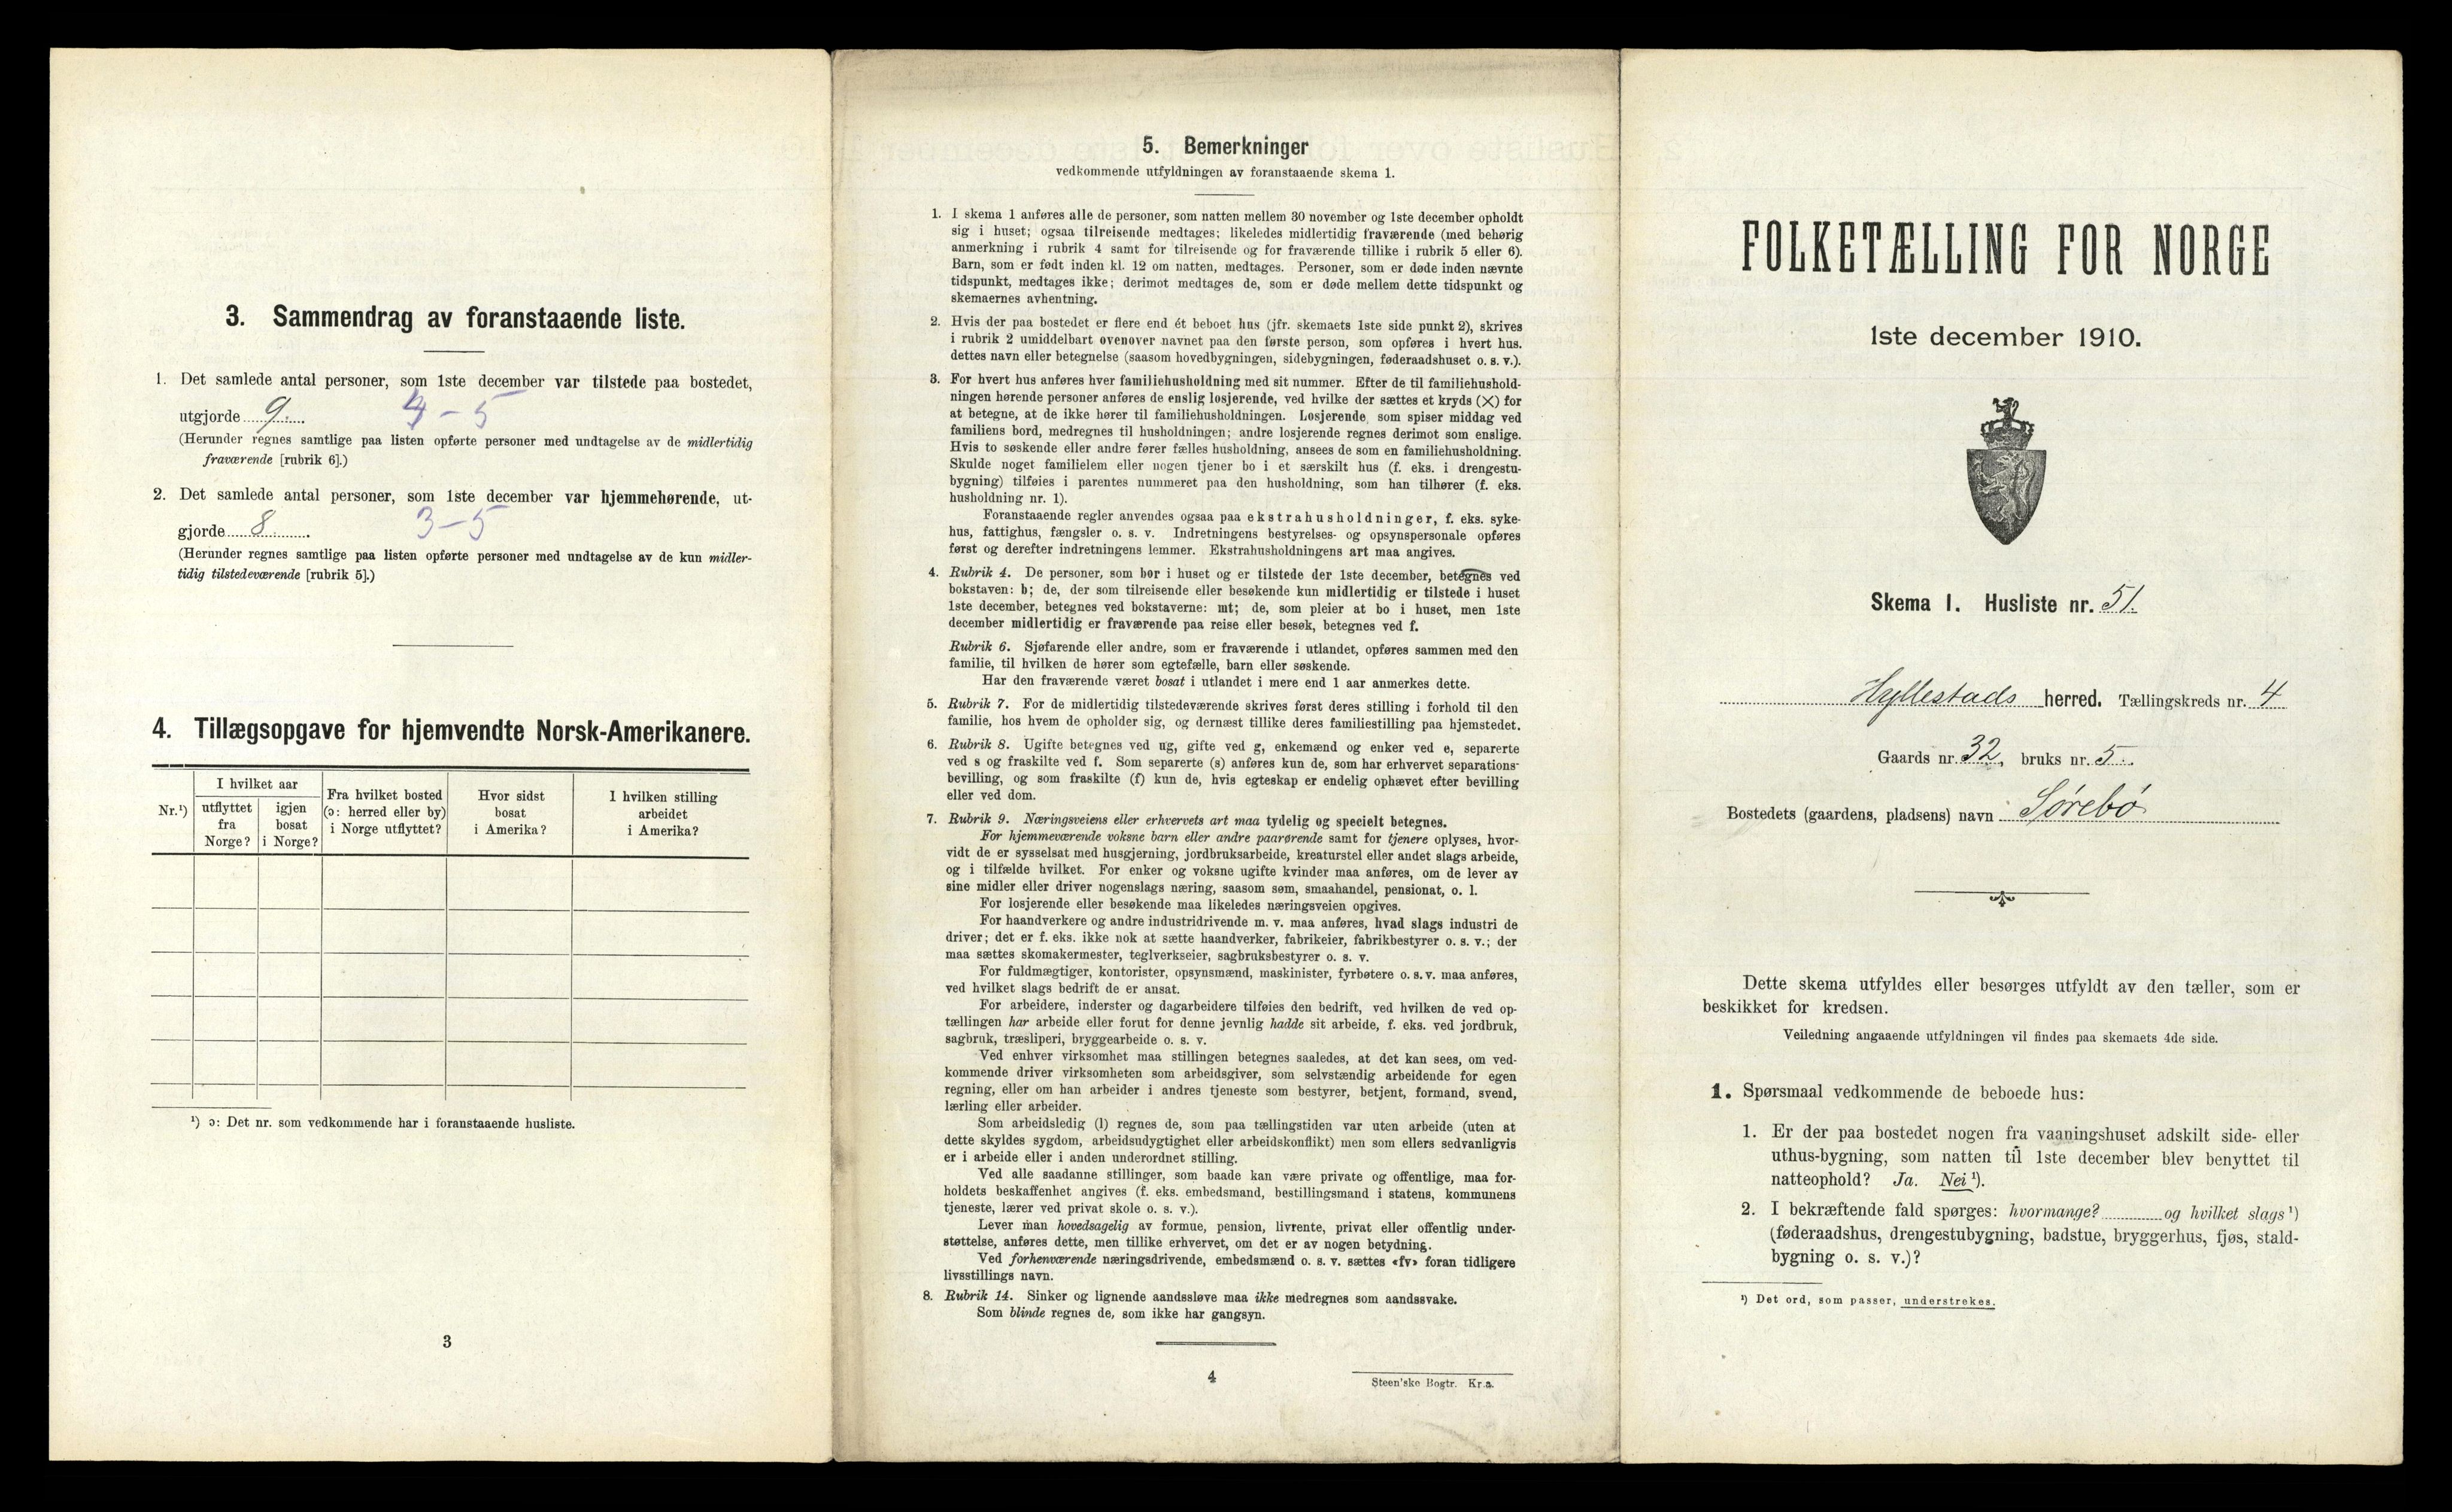 3. Sammendrag av foranstaaende liste.
1. Det samlede antal personer, som 1ste december var tilstede paa bostedet,
utgjorde 9. 4-5
(Herunder regnes samtlige paa listen opførte personer med undtagelse av de midlertidig
fraværende [rubrik 6].)
2. Det samlede antal personer, som 1ste december var hjemmehørende, ut-
gjorde 8. 3-5
(Herunder regnes samtlige paa listen opførte personer med undtagelse av de kun midler-
tidig tilstedeværende [rubrik 5].)
4. Tillægsopgave for hjemvendte Norsk-Amerikanere.
Nr.¹)
I hvilket aar
utflyttet fra Norge?
igjen bosat i Norge?
Fra hvilket bosted (ɔ: herred eller by) i Norge utflyttet?
Hvor sidst bosat i Amerika?
I hvilken stilling arbeidet i Amerika?
¹) ɔ: Det nr. som vedkommende har i foranstaaende husliste.
3
5. Bemerkninger
vedkommende utfyldningen av foranstaaende skema 1.
1. I skema 1 anføres alle de personer, som natten mellem 30 november og 1ste december opholdt
sig i huset; ogsaa tilreisende medtages; likeledes midlertidig fraværende (med behørig
anmerkning i rubrik 4 samt for tilreisende og for fraværende tillike i rubrik 5 eller 6).
Barn, som er født inden kl. 12 om natten, medtages. Personer, som er døde inden nævnte
tidspunkt, medtages ikke; derimot medtages de, som er døde mellem dette tidspunkt og
skemaernes avhentning.
2. Hvis der paa bostedet er flere end ét beboet hus (jfr. skemaets 1ste side punkt 2), skrives
i rubrik 2 umiddelbart ovenover navnet paa den første person, som opføres i hvert hus,
dettes navn eller betegnelse (saasom hovedbygningen, sidebygningen, føderaadshuset o. s. v.).
3. For hvert hus anføres hver familiehusholdning med sit nummer. Efter de til familiehushold-
ningen hørende personer anføres de enslig losjerende, ved hvilke der sættes et kryds (×) for
at betegne, at de ikke hører til familiehusholdningen. Losjerende som spiser middag ved
familiens bord, medregnes til husholdningen; andre losjerende regnes derimot som enslige.
Hvis to søskende eller andre fører fælles husholdning, ansees de som en familiehusholdning.
Skulde noget familielem eller nogen tjener bo i et særskilt hus (f. eks. i drengestu-
bygning) tilføies i parentes nummeret paa den husholdning, som han tilhører (f. eks.
husholdning nr. 1).
Foranstaaende regler anvendes ogsaa paa ekstrahusholdninger, f. eks. syke-
hus, fattighus, fængsler o. s. v. Indretningens bestyrelses- og opsynspersonale opføres
først og derefter indretningens lemmer. Ekstrahusholdningens art maa angives.
4. Rubrik 4. De personer, som bor i huset og er tilstede der 1ste december, betegnes ved
bokstaven: b; de, der som tilreisende eller besøkende kun midlertidig er tilstede i huset
1ste december, betegnes ved bokstaverne: mt; de, som pleier at bo i huset, men 1ste
december midlertidig er fraværende paa reise eller besøk, betegnes ved f.
Rubrik 6. Sjøfarende eller andre, som er fraværende i utlandet, opføres sammen med den
familie, til hvilken de hører som egtefælle, barn eller søskende.
Har den fraværende været bosat i utlandet i mere end 1 aar anmerkes dette.
5. Rubrik 7. For de midlertidig tilstedeværende skrives først deres stilling i forhold til den
familie, hos hvem de opholder sig, og dernæst tillike deres familiestilling paa hjemstedet.
6. Rubrik 8. Ugifte betegnes ved ug, gifte ved g, enkemænd og enker ved e, separerte
ved s og fraskilte ved f. Som separerte (s) anføres kun de, som har erhvervet separations-
bevilling, og som fraskilte (f) kun de, hvis egteskap er endelig ophævet efter bevilling
eller ved dom.
7. Rubrik 9. Næringsveiens eller erhvervets art maa tydelig og specielt betegnes.
For hjemmeværende voksne barn eller andre paarørende samt for tjenere oplyses, hvor-
vidt de er sysselsat med husgjerning, jordbruksarbeide, kreaturstel eller andet slags arbeide,
og i tilfælde hvilket. For enker og voksne ugifte kvinder maa anføres, om de lever av
sine midler eller driver nogenslags næring, saasom søm, smaahandel, pensionat, o. l.
For losjerende eller besøkende maa likeledes næringsveien opgives.
For haandverkere og andre industridrivende m. v. maa anføres, hvad slags industri de
driver; det er f. eks. ikke nok at sætte haandverker, fabrikeier, fabrikbestyrer o. s. v.; der
maa sættes skomakermester, teglverkseier, sagbruksbestyrer o. s. v.
For fuldmægtiger, kontorister, opsynsmænd, maskinister, fyrbøtere o. s. v. maa anføres,
ved hvilket slags bedrift de er ansat.
For arbeidere, inderster og dagarbeidere tilføies den bedrift, ved hvilken de ved op-
tællingen har arbeide eller forut for denne jevnlig hadde sit arbeide, f. eks. ved jordbruk,
sagbruk, træsliperi, bryggearbeide o. s. v.
Ved enhver virksomhet maa stillingen betegnes saaledes, at det kan sees, om ved-
kommende driver virksomheten som arbeidsgiver, som selvstændig arbeidende for egen
regning, eller om han arbeider i andres tjeneste som bestyrer, betjent, formand, svend,
lærling eller arbeider.
Som arbeidsledig (l) regnes de, som paa tællingstiden var uten arbeide (uten at
dette skyldes sygdom, arbeidsudygtighet eller arbeidskonflikt) men som ellers sedvanligvis
er i arbeide eller i anden underordnet stilling.
Ved alle saadanne stillinger, som baade kan være private og offentlige, maa for-
holdets beskaffenhet angives (f. eks. embedsmand, bestillingsmand i statens, kommunens
tjeneste, lærer ved privat skole o. s. v.).
Lever man hovedsagelig av formue, pension, livrente, privat eller offentlig under-
støttelse, anføres dette, men tillike erhvervet, om det er av nogen betydning.
Ved forhenværende næringsdrivende, embedsmænd o. s. v. sættes «fv» foran tidligere
livsstillings navn.
8. Rubrik 14. Sinker og lignende aandssløve maa ikke medregnes som aandssvake.
Som blinde regnes de, som ikke har gangsyn.
4
Steen'ske Bogtr. Kr.a.
FOLKETÆLLING FOR NORGE
1ste december 1910.
Skema 1. Husliste nr. 51.
Hyllestads herred. Tællingskreds nr. 4
Gaards nr. 32, bruks nr. 5.
Bostedets (gaardens, pladsens) navn Sørebö
Dette skema utfyldes eller besørges utfyldt av den tæller, som er
beskikket for kredsen.
Veiledning angaaende utfyldningen vil findes paa skemaets 4de side.
1. Spørsmaal vedkommende de beboede hus:
1. Er der paa bostedet nogen fra vaaningshuset adskilt side- eller
uthus-bygning, som natten til 1ste december blev benyttet til
natteophold? Ja. Nei ¹).
2. I bekræftende fald spørges: hvormange? og hvilket slags ¹)
(føderaadshus, drengestubygning, badstue, bryggerhus, fjøs, stald-
bygning o. s. v.)?
¹) Det ord, som passer, understrekes.